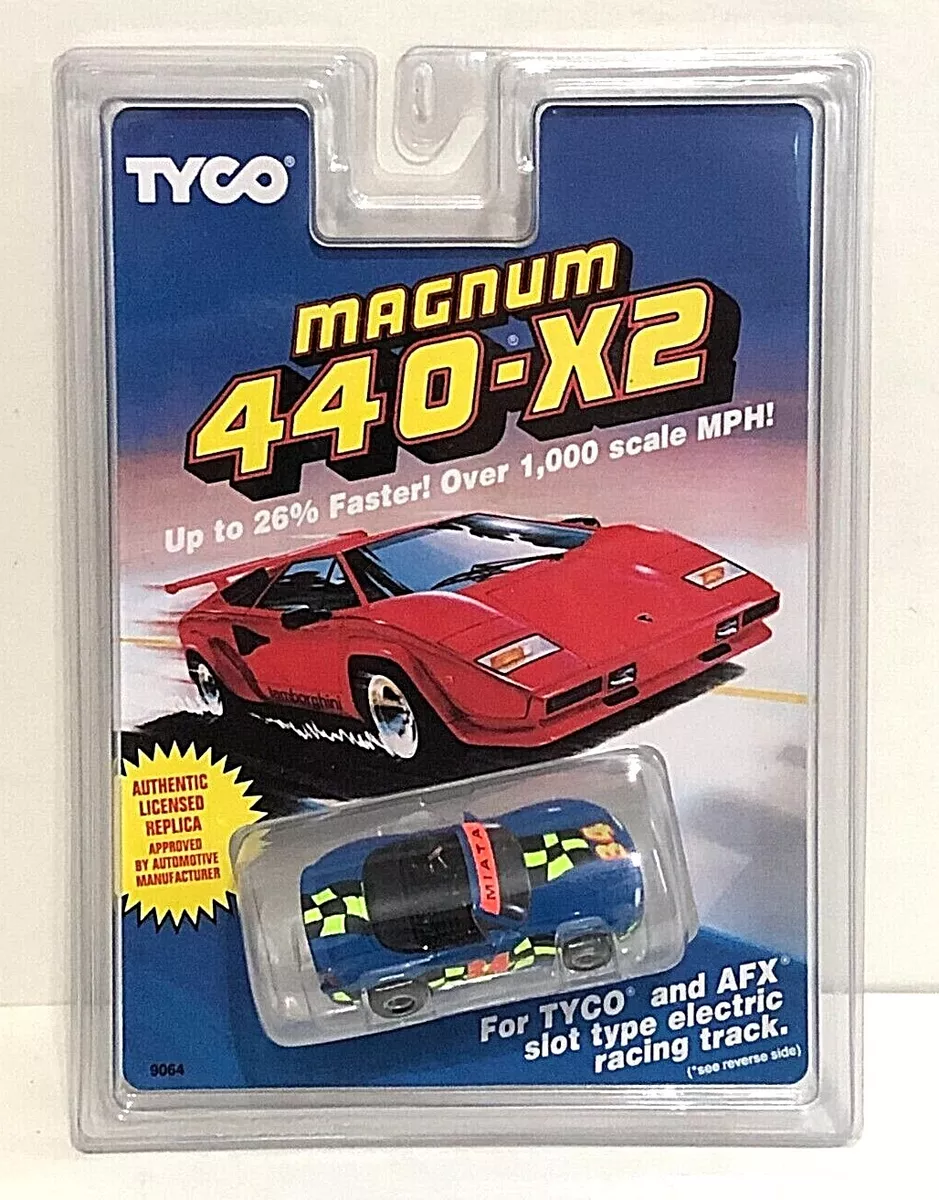 TYCO®
MAGNUM
440®-X2
Up to 26% Faster! Over 1,000 scale MPH!
lamborghini
AUTHENTIC
LICENSED
REPLICA
APPROVED
BY AUTOMOTIVE
MANUFACTURER
MIATA
34
For TYCO® and AFX®
slot type electric
racing track.
(*see reverse side)
9064